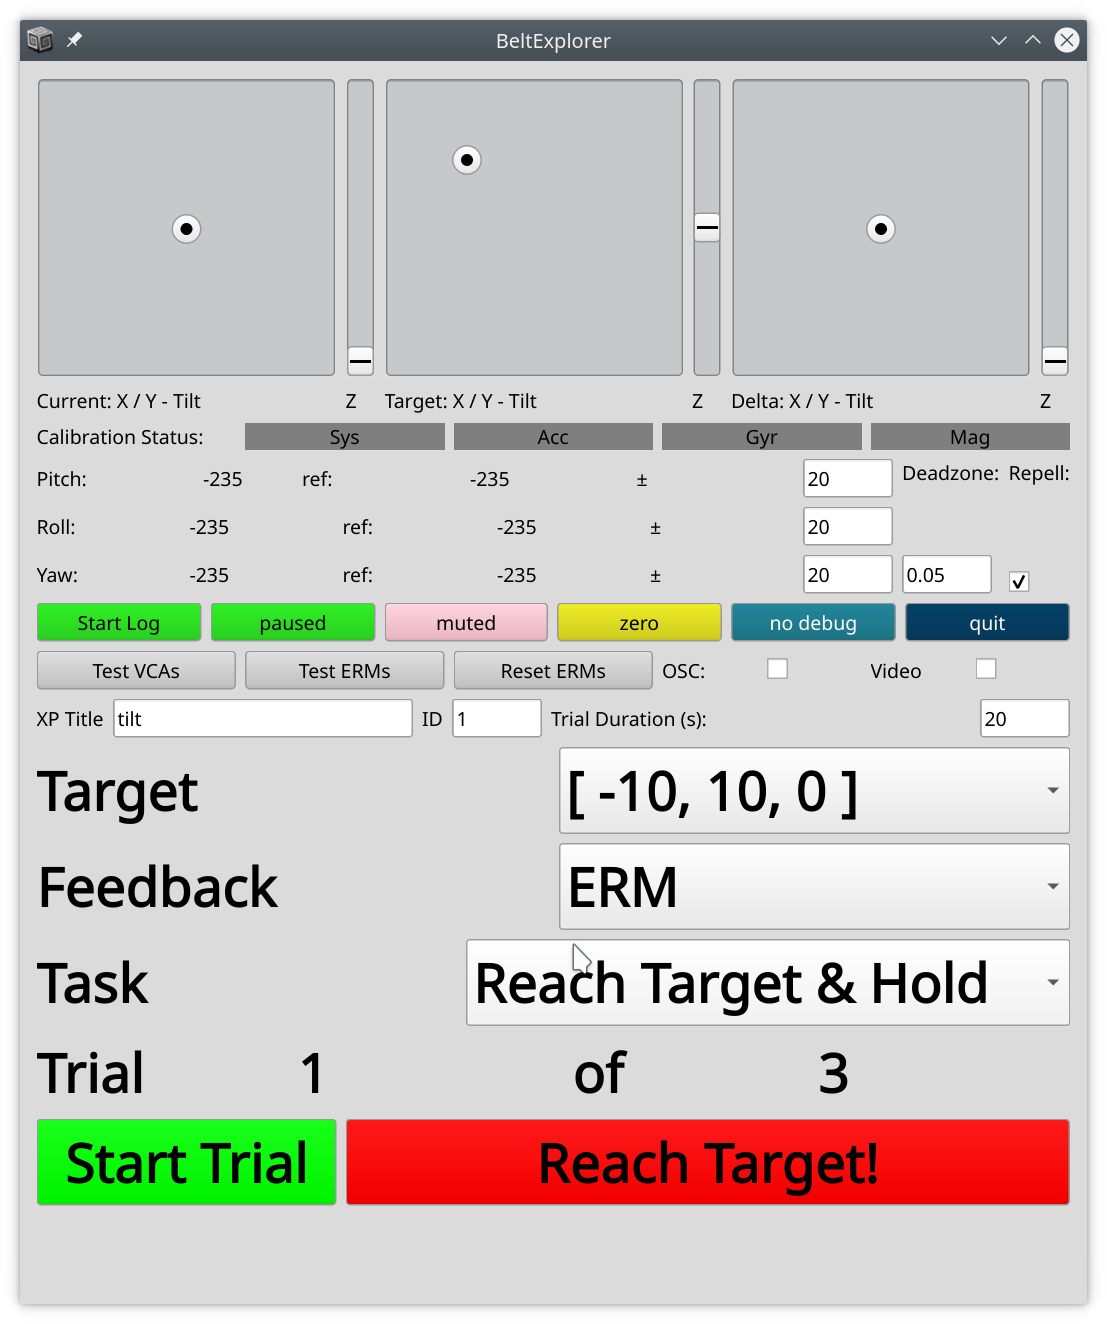 BeltExplorer
Current: X / Y - Tilt Z Target: X / Y - Tilt Z Delta: X / Y - Tilt Z
Calibration Status: Sys Acc Gyr Mag
Pitch: -235 ref: -235 ± 20 Deadzone: Repell:
Roll: -235 ref: -235 ± 20
Yaw: -235 ref: -235 ± 20 0.05
Start Log paused muted zero no debug quit
Test VCAs Test ERMs Reset ERMs OSC: Video
XP Title tilt ID 1 Trial Duration (s): 20
Target [ -10, 10, 0 ]
Feedback ERM
Task Reach Target & Hold
Trial 1 of 3
Start Trial Reach Target!